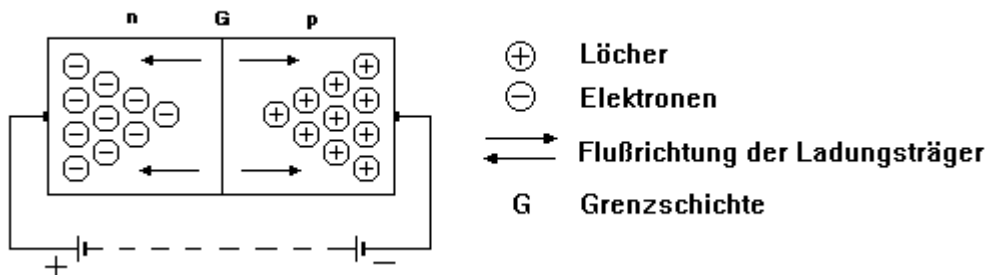 n G p
⊕ Löcher
⊖ Elektronen
Flußrichtung der Ladungsträger
G Grenzschichte
+ −